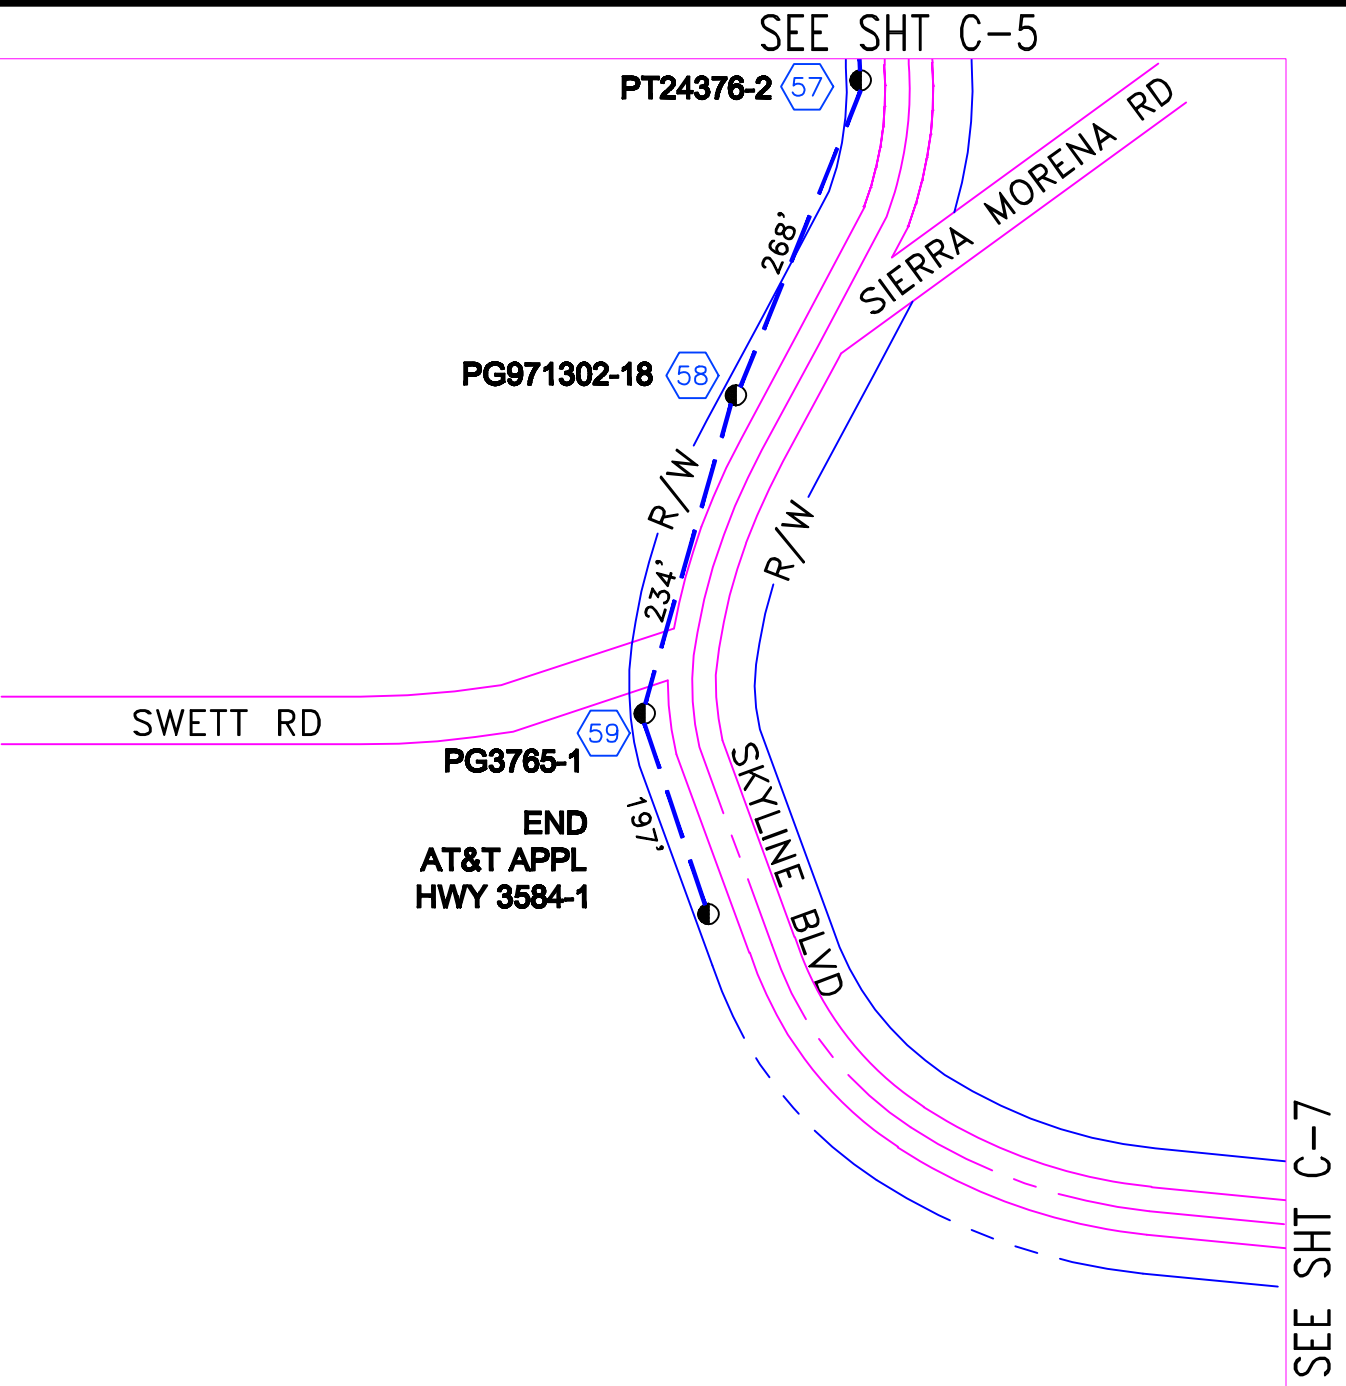 SEE SHT C-5
PT24376-2
57
SIERRA MORENA RD
268'
PG971302-18
58
R/W
R/W
234'
SWETT RD
59
PG3765-1
SKYLINE BLVD
197'
END
AT&T APPL
HWY 3584-1
SEE SHT C-7